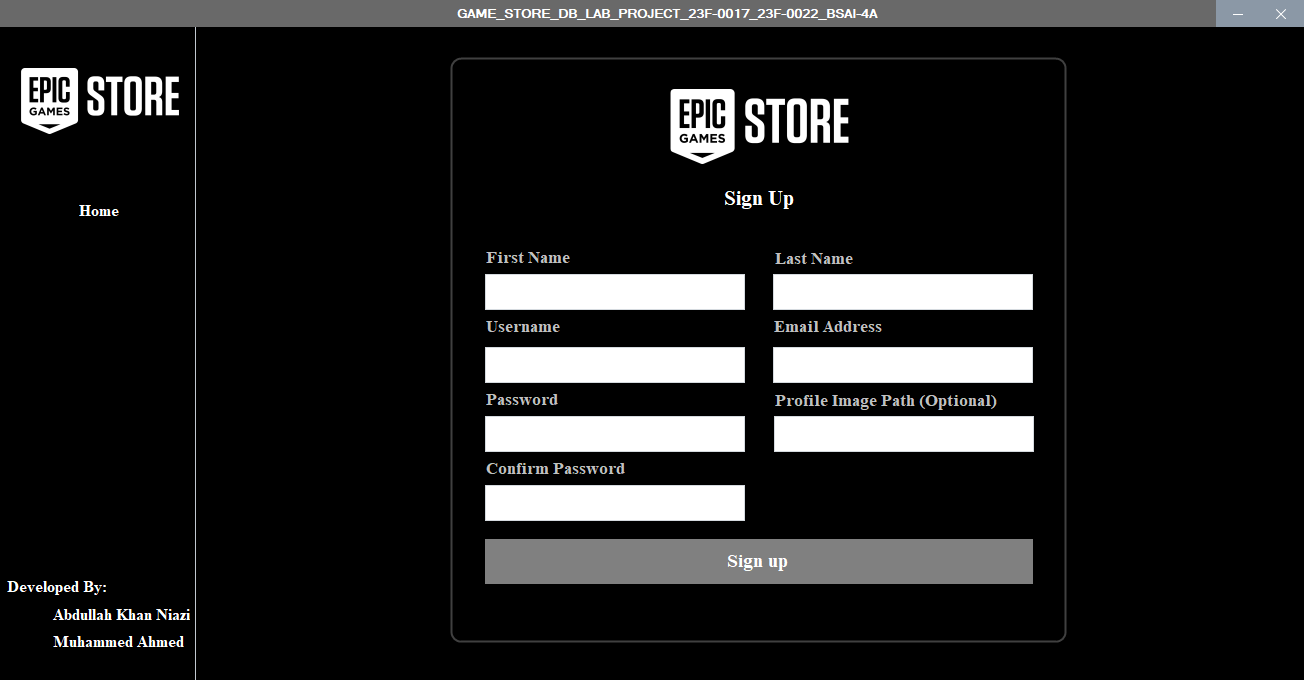 GAME_STORE_DB_LAB_PROJECT_23F-0017_23F-0022_BSAI-4A
EPIC GAMES STORE
Home
Developed By:
Abdullah Khan Niazi
Muhammed Ahmed
EPIC GAMES STORE
Sign Up
First Name
Last Name
Username
Email Address
Password
Profile Image Path (Optional)
Confirm Password
Sign up